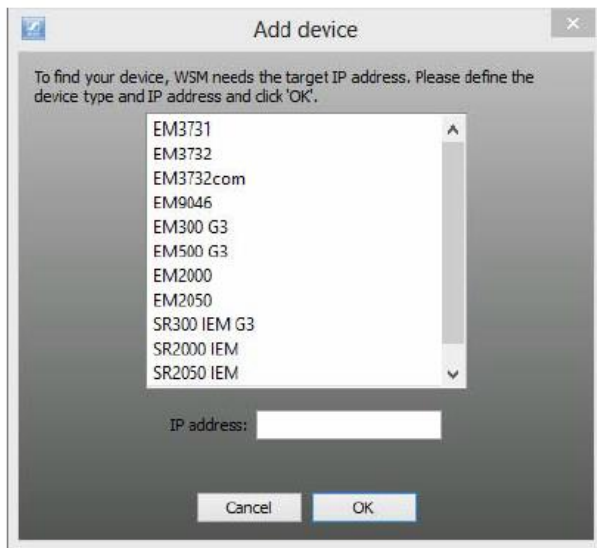 Add device
To find your device, WSM needs the target IP address. Please define the
device type and IP address and click 'OK'.
EM3731
EM3732
EM3732com
EM9046
EM300 G3
EM500 G3
EM2000
EM2050
SR300 IEM G3
SR2000 IEM
SR2050 IEM
IP address:
Cancel
OK